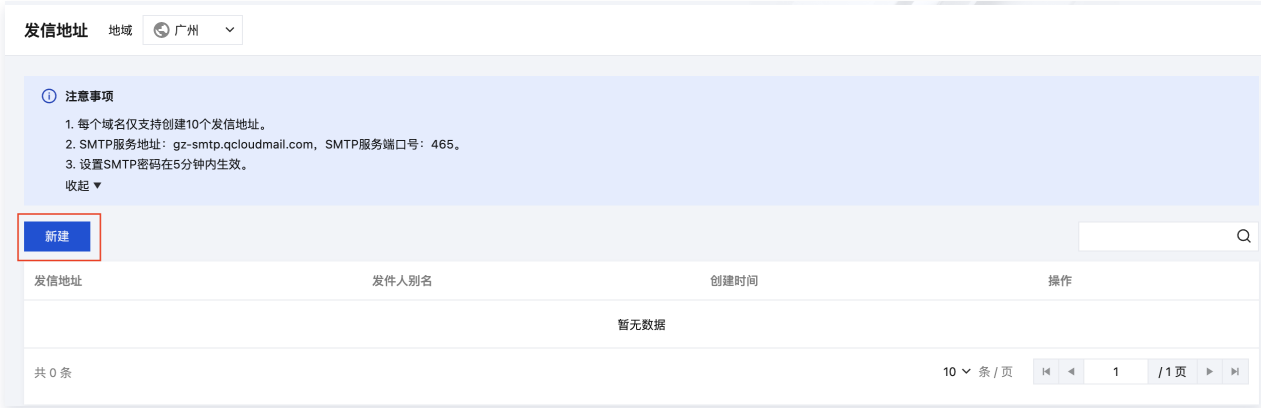 发信地址 地域 广州
注意事项
1. 每个域名仅支持创建10个发信地址。
2. SMTP服务地址：gz-smtp.qcloudmail.com，SMTP服务端口号：465。
3. 设置SMTP密码在5分钟内生效。
收起
新建
发信地址 发件人别名 创建时间 操作
暂无数据
共 0 条 10 条 / 页 1 / 1 页